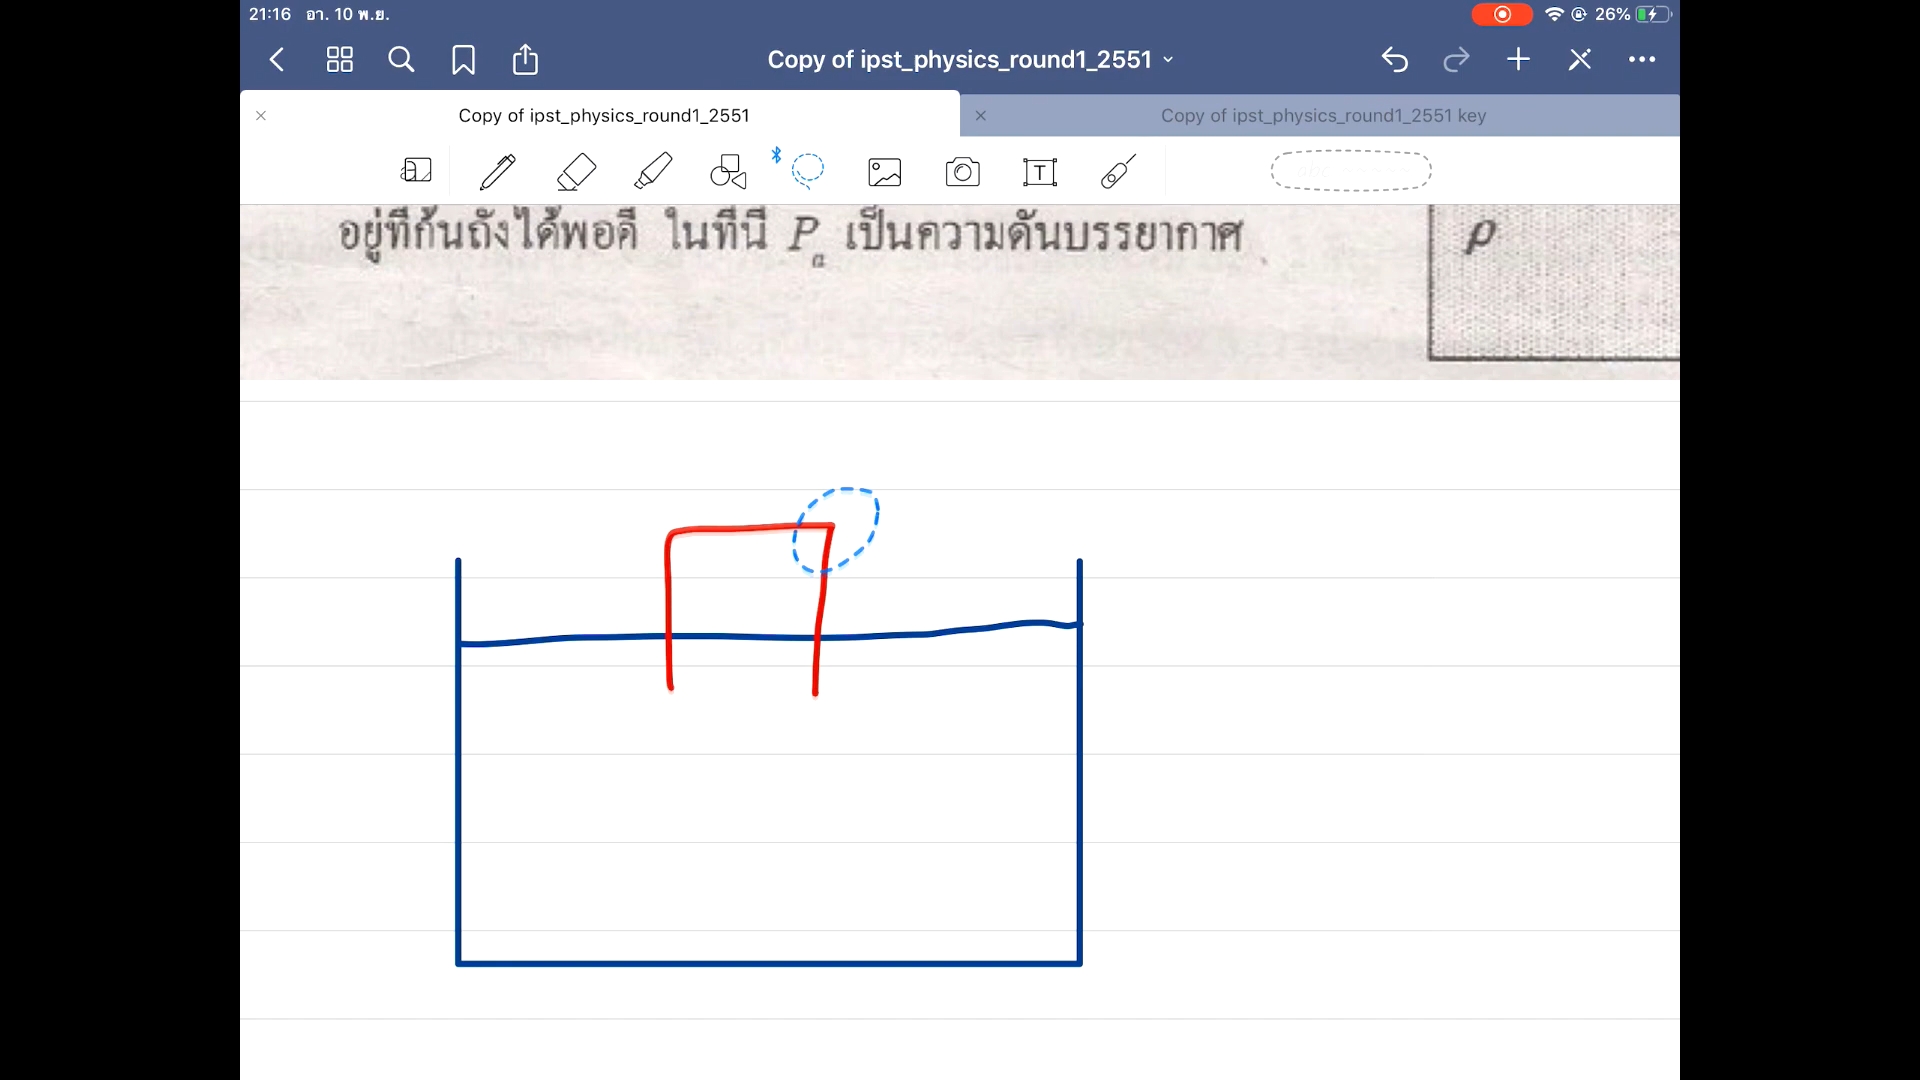 21:16 อา. 10 พ.ย.
26%
Copy of ipst_physics_round1_2551
Copy of ipst_physics_round1_2551
Copy of ipst_physics_round1_2551 key
อยู่ที่ก้นถังได้พอดี ในที่นี้ Pa เป็นความดันบรรยากาศ
ρ